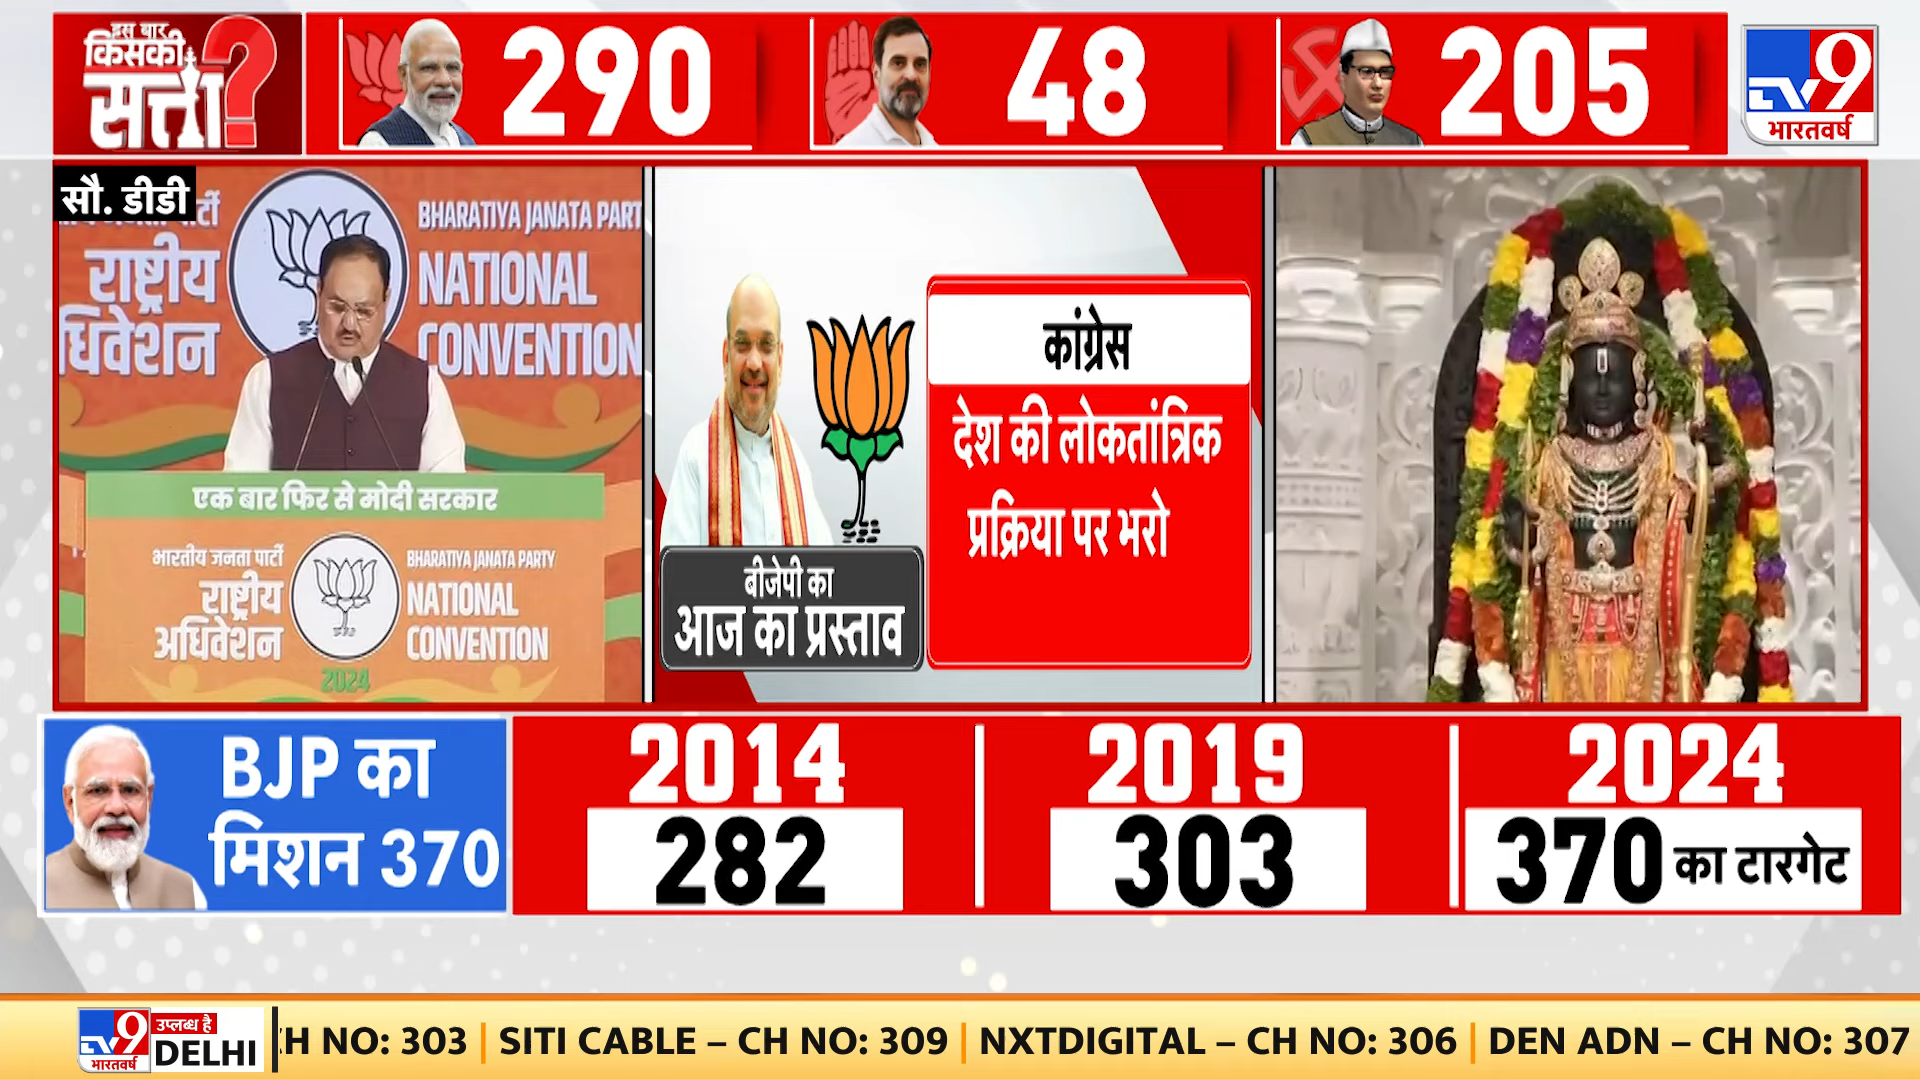 इस बार
किसकी
सत्ता?
290
48
205
TV9
भारतवर्ष
सौ. डीडी
राष्ट्रीय
धिवेशन
BHARATIYA JANATA PART
NATIONAL
CONVENTION
एक बार फिर से मोदी सरकार
भारतीय जनता पार्टी
राष्ट्रीय
अधिवेशन
BHARATIYA JANATA PARTY
NATIONAL
CONVENTION
2024
बीजेपी का
आज का प्रस्ताव
कांग्रेस
देश की लोकतांत्रिक
प्रक्रिया पर भरो
BJP का
मिशन 370
2014
282
2019
303
2024
370 का टारगेट
TV9
भारतवर्ष
उप्लब्ध है
DELHI
H NO: 303 | SITI CABLE – CH NO: 309 | NXTDIGITAL – CH NO: 306 | DEN ADN – CH NO: 307